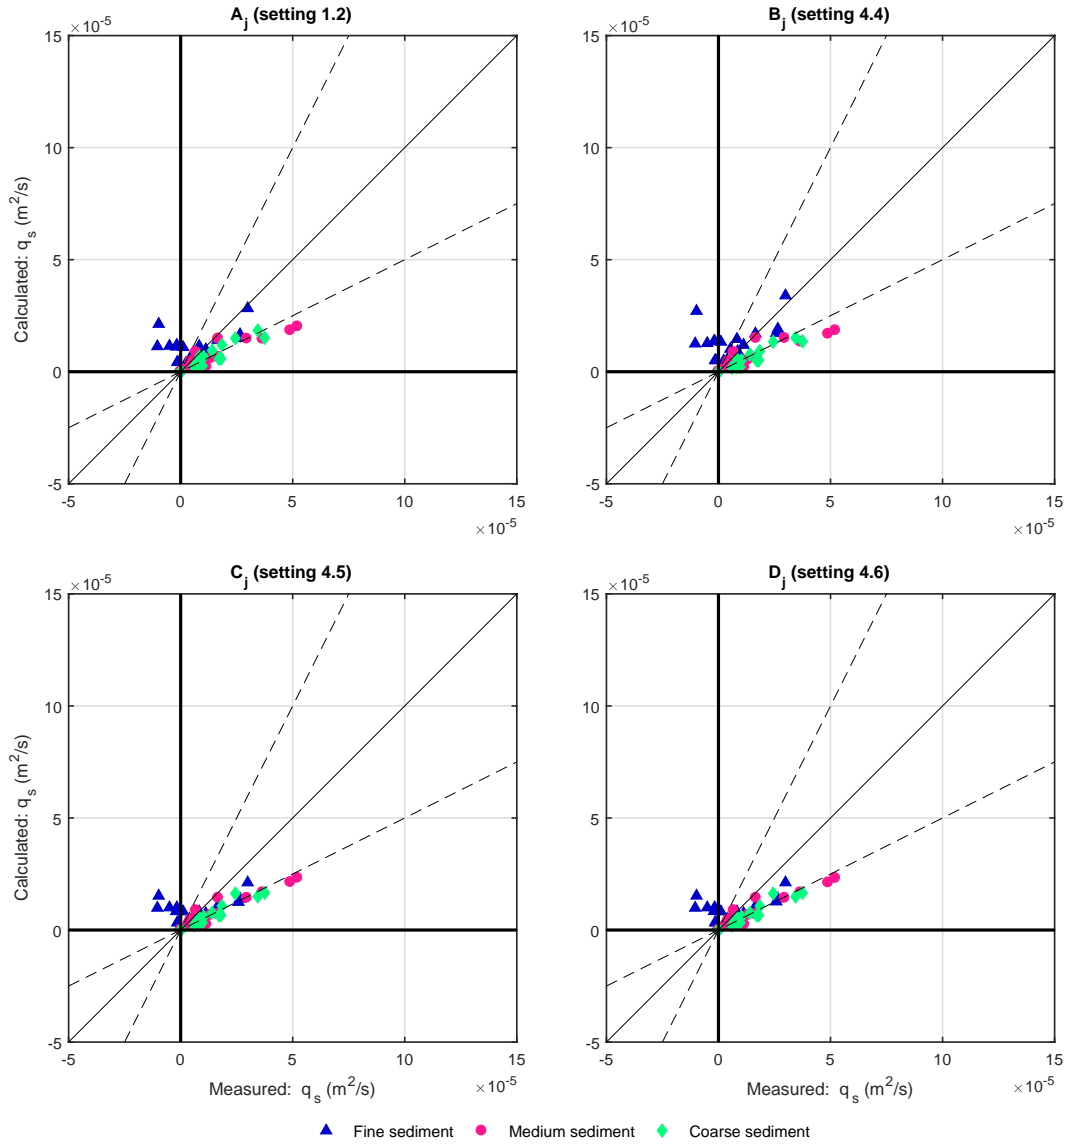 A_j (setting 1.2)
B_j (setting 4.4)
×10^-5
×10^-5
15
10
5
0
-5
Calculated: q_s (m^2/s)
-5 0 5 10 15
×10^-5
15
10
5
0
-5
-5 0 5 10 15
×10^-5
C_j (setting 4.5)
D_j (setting 4.6)
×10^-5
×10^-5
15
10
5
0
-5
Calculated: q_s (m^2/s)
-5 0 5 10 15
Measured: q_s (m^2/s)
×10^-5
15
10
5
0
-5
-5 0 5 10 15
Measured: q_s (m^2/s)
×10^-5
Fine sediment Medium sediment Coarse sediment